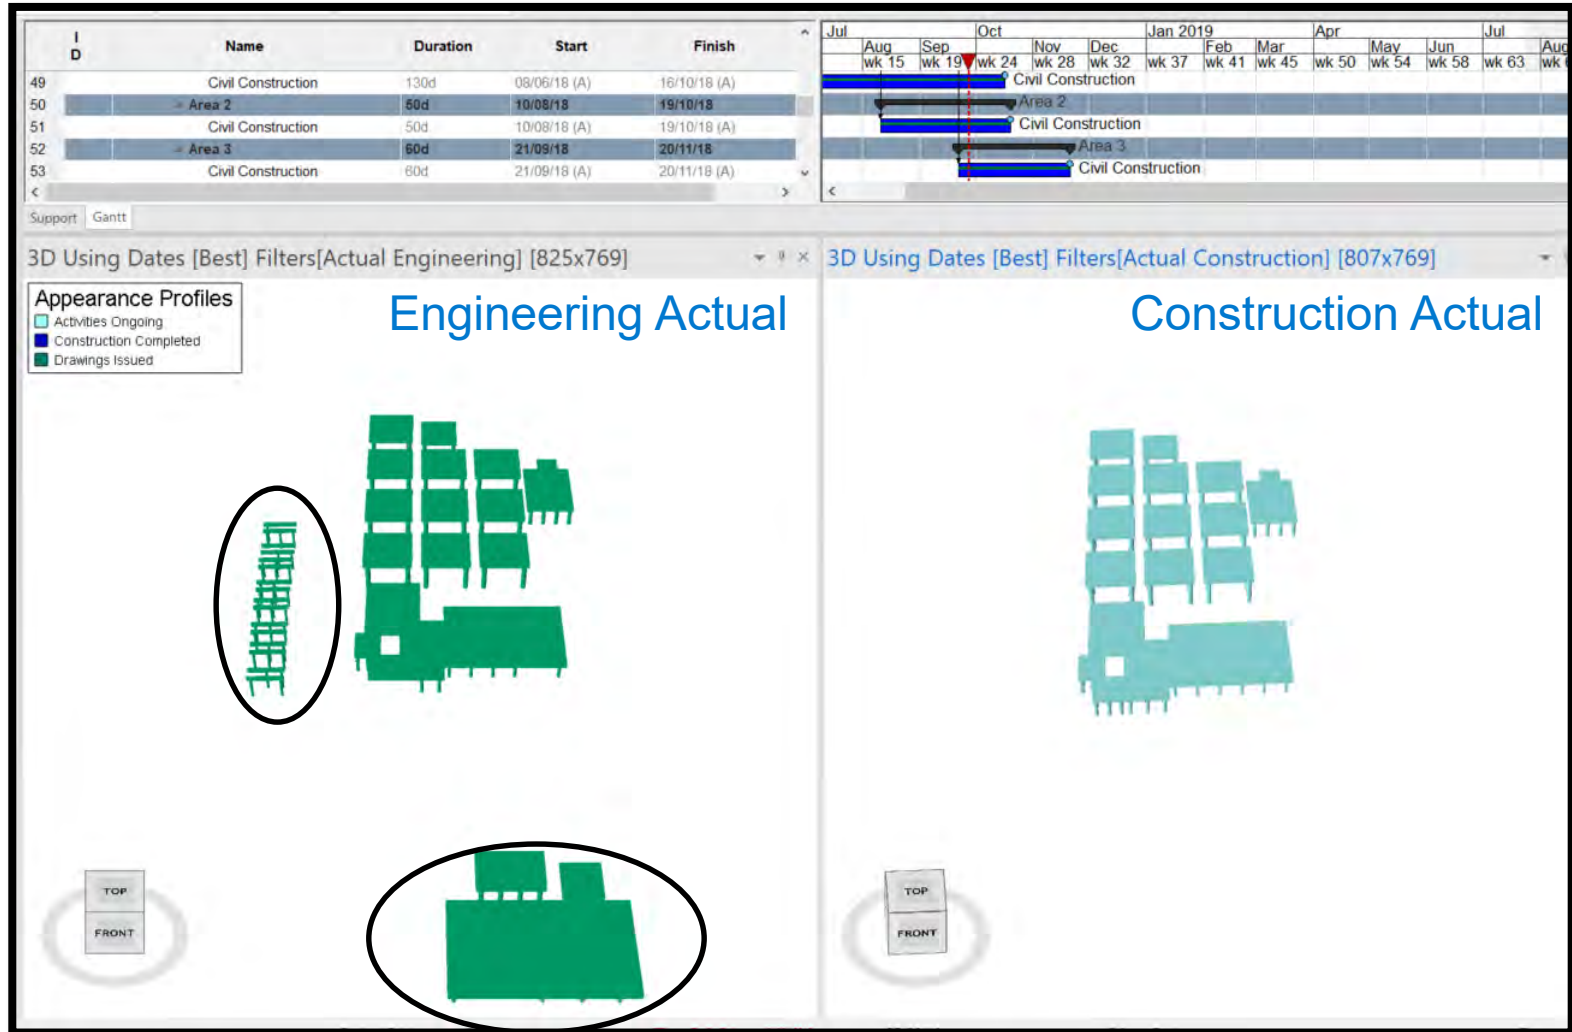 ID Name Duration Start Finish
49 Civil Construction 130d 08/06/18 (A) 16/10/18 (A)
50 Area 2 50d 10/08/18 19/10/18
51 Civil Construction 50d 10/08/18 (A) 19/10/18 (A)
52 Area 3 60d 21/09/18 20/11/18
53 Civil Construction 60d 21/09/18 (A) 20/11/18 (A)
Jul Oct Jan 2019 Apr Jul
Aug Sep Nov Dec Feb Mar May Jun Aug
wk 15 wk 19 wk 24 wk 28 wk 32 wk 37 wk 41 wk 45 wk 50 wk 54 wk 58 wk 63 wk
Civil Construction
Area 2
Civil Construction
Area 3
Civil Construction
Support Gantt
3D Using Dates [Best] Filters[Actual Engineering] [825x769]
Appearance Profiles
Activities Ongoing
Construction Completed
Drawings Issued
Engineering Actual
TOP
FRONT
3D Using Dates [Best] Filters[Actual Construction] [807x769]
Construction Actual
TOP
FRONT